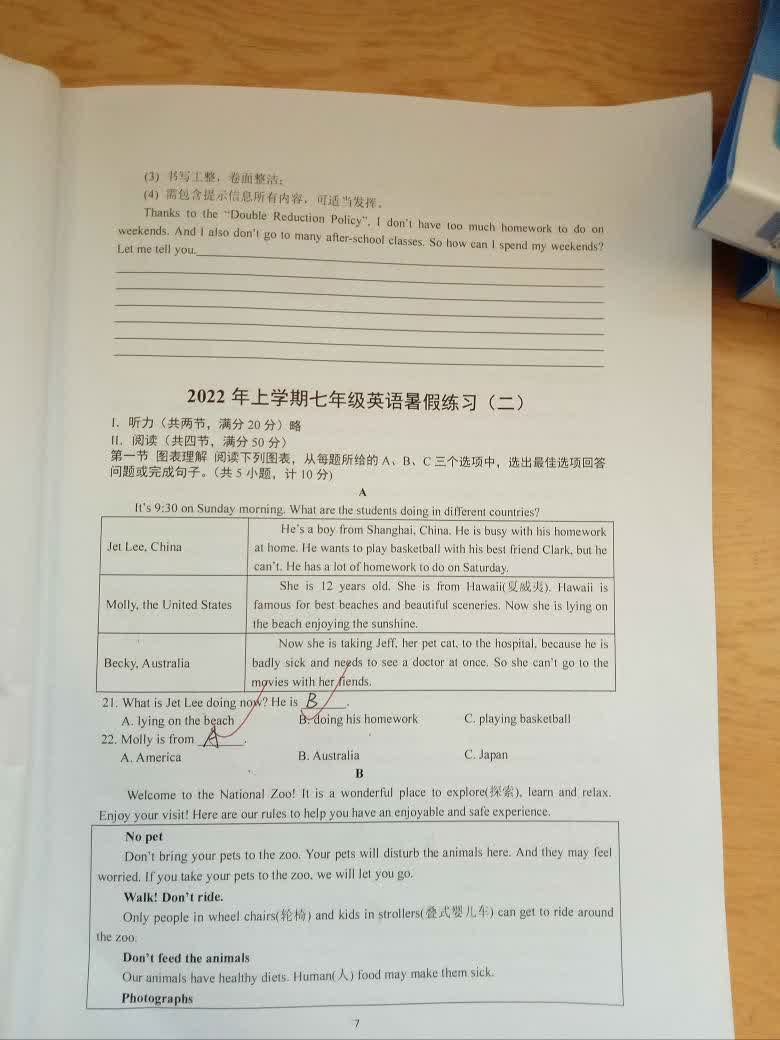 (3) 书写工整，卷面整洁；
(4) 需包含提示信息所有内容，可适当发挥。
Thanks to the “Double Reduction Policy”, I don't have too much homework to do on
weekends. And I also don't go to many after-school classes. So how can I spend my weekends?
Let me tell you.
2022 年上学期七年级英语暑假练习（二）
I. 听力（共两节，满分 20 分）略
II. 阅读（共四节，满分 50 分）
第一节 图表理解 阅读下列图表，从每题所给的 A、B、C 三个选项中，选出最佳选项回答
问题或完成句子。（共 5 小题，计 10 分)
A
It's 9:30 on Sunday morning. What are the students doing in different countries?
Jet Lee, China
He's a boy from Shanghai, China. He is busy with his homework
at home. He wants to play basketball with his best friend Clark, but he
can't. He has a lot of homework to do on Saturday.
Molly, the United States
She is 12 years old. She is from Hawaii(夏威夷). Hawaii is
famous for best beaches and beautiful sceneries. Now she is lying on
the beach enjoying the sunshine.
Becky, Australia
Now she is taking Jeff, her pet cat, to the hospital, because he is
badly sick and needs to see a doctor at once. So she can't go to the
movies with her fiends.
21. What is Jet Lee doing now? He is B.
A. lying on the beach B. doing his homework C. playing basketball
22. Molly is from A.
A. America B. Australia C. Japan
B
Welcome to the National Zoo! It is a wonderful place to explore(探索), learn and relax.
Enjoy your visit! Here are our rules to help you have an enjoyable and safe experience.
No pet
Don't bring your pets to the zoo. Your pets will disturb the animals here. And they may feel
worried. If you take your pets to the zoo, we will let you go.
Walk! Don't ride.
Only people in wheel chairs(轮椅) and kids in strollers(叠式婴儿车) can get to ride around
the zoo.
Don't feed the animals
Our animals have healthy diets. Human(人) food may make them sick.
Photographs
7